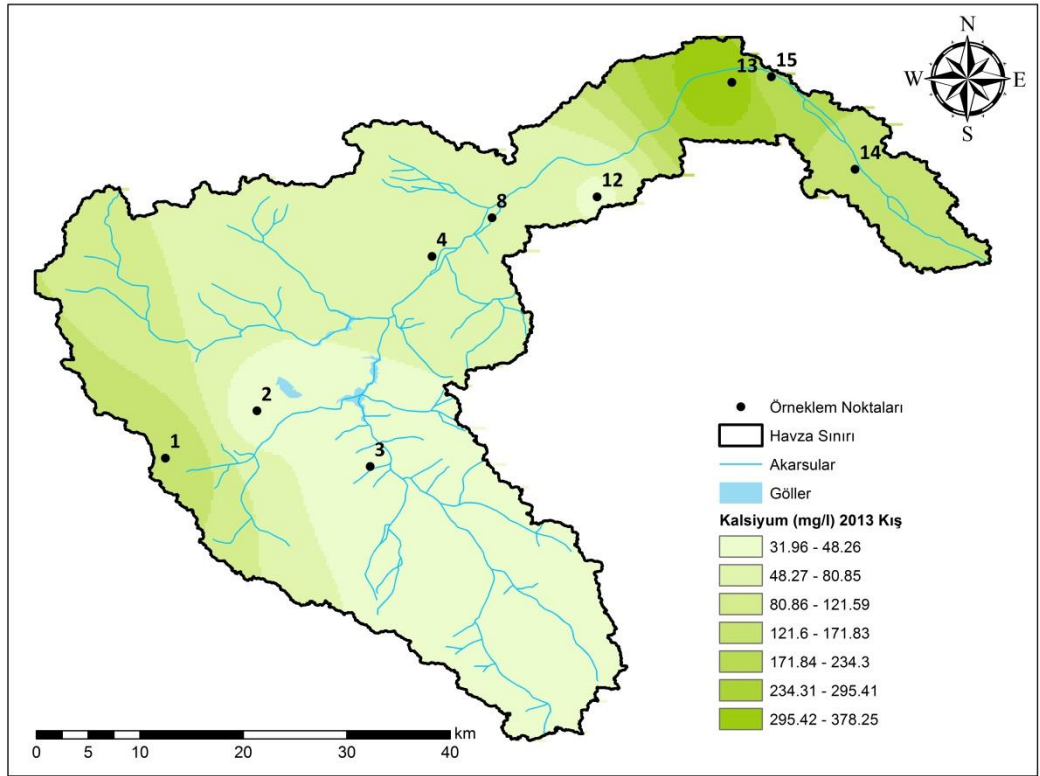 N
W E
S
13
15
14
12
8
4
2
1
3
Örneklem Noktaları
Havza Sınırı
Akarsular
Göller
Kalsiyum (mg/l) 2013 Kış
31.96 - 48.26
48.27 - 80.85
80.86 - 121.59
121.6 - 171.83
171.84 - 234.3
234.31 - 295.41
295.42 - 378.25
km
0 5 10 20 30 40